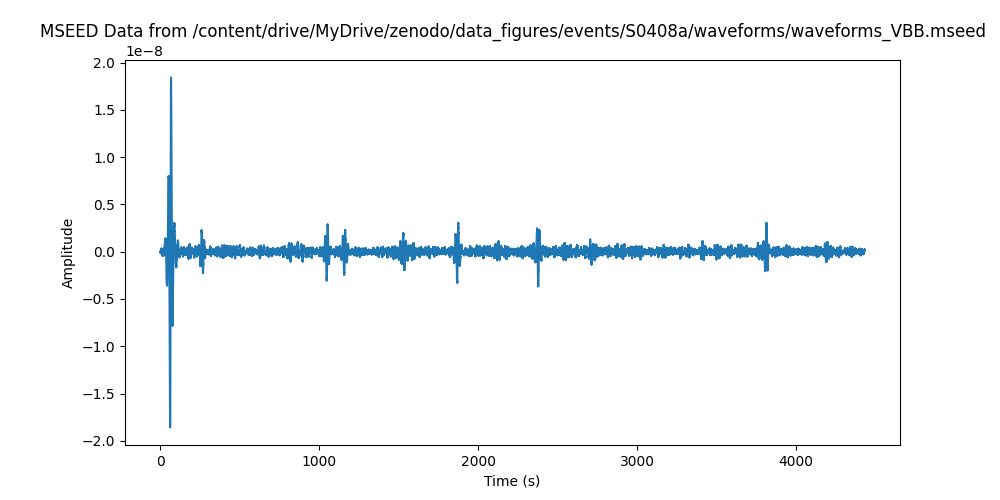 MSEED Data from /content/drive/MyDrive/zenodo/data_figures/events/S0408a/waveforms/waveforms_VBB.mseed
1e−8
2.0
1.5
1.0
0.5
0.0
−0.5
−1.0
−1.5
−2.0
Amplitude
0 1000 2000 3000 4000
Time (s)